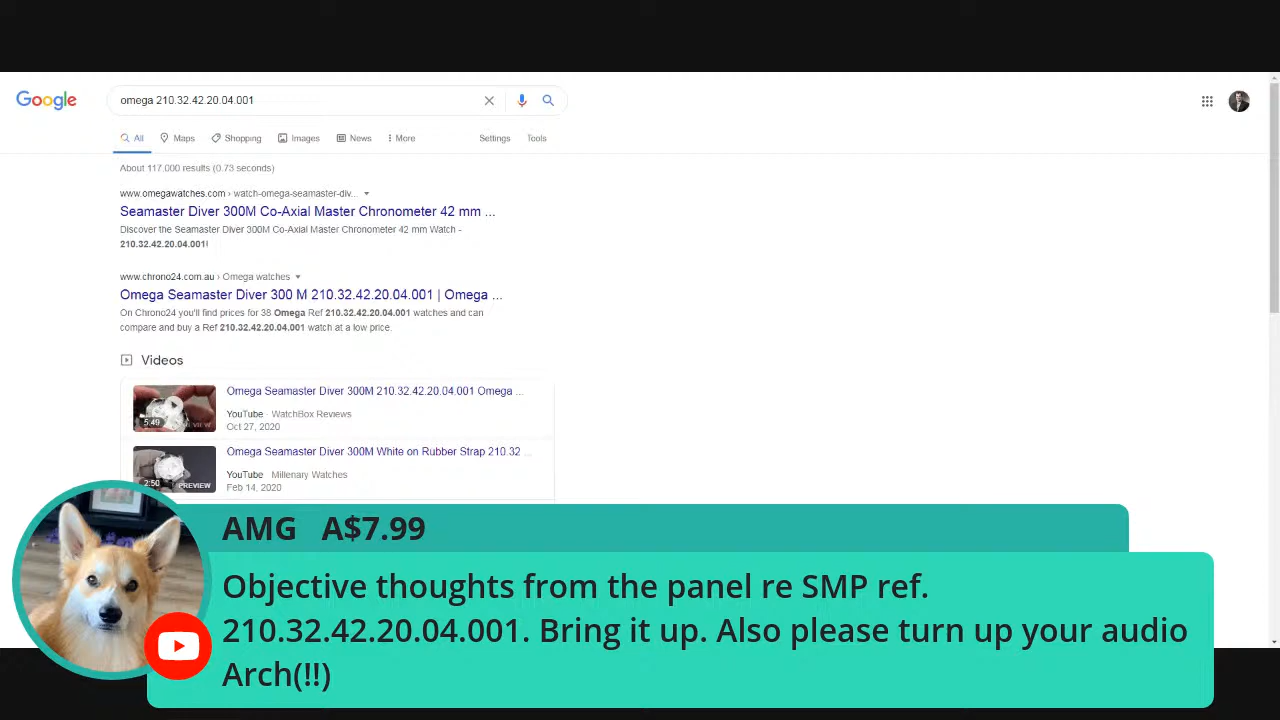 Google
omega 210.32.42.20.04.001
All Maps Shopping Images News More Settings Tools
About 117,000 results (0.73 seconds)
www.omegawatches.com › watch-omega-seamaster-div...
Seamaster Diver 300M Co-Axial Master Chronometer 42 mm ...
Discover the Seamaster Diver 300M Co-Axial Master Chronometer 42 mm Watch -
210.32.42.20.04.001!
www.chrono24.com.au › Omega watches
Omega Seamaster Diver 300 M 210.32.42.20.04.001 | Omega ...
On Chrono24 you'll find prices for 38 Omega Ref 210.32.42.20.04.001 watches and can
compare and buy a Ref 210.32.42.20.04.001 watch at a low price.
Videos
Omega Seamaster Diver 300M 210.32.42.20.04.001 Omega ...
5:49
YouTube · WatchBox Reviews
Oct 27, 2020
Omega Seamaster Diver 300M White on Rubber Strap 210.32 ...
2:50 PREVIEW
YouTube · Millenary Watches
Feb 14, 2020
AMG A$7.99
Objective thoughts from the panel re SMP ref.
210.32.42.20.04.001. Bring it up. Also please turn up your audio
Arch(!!)